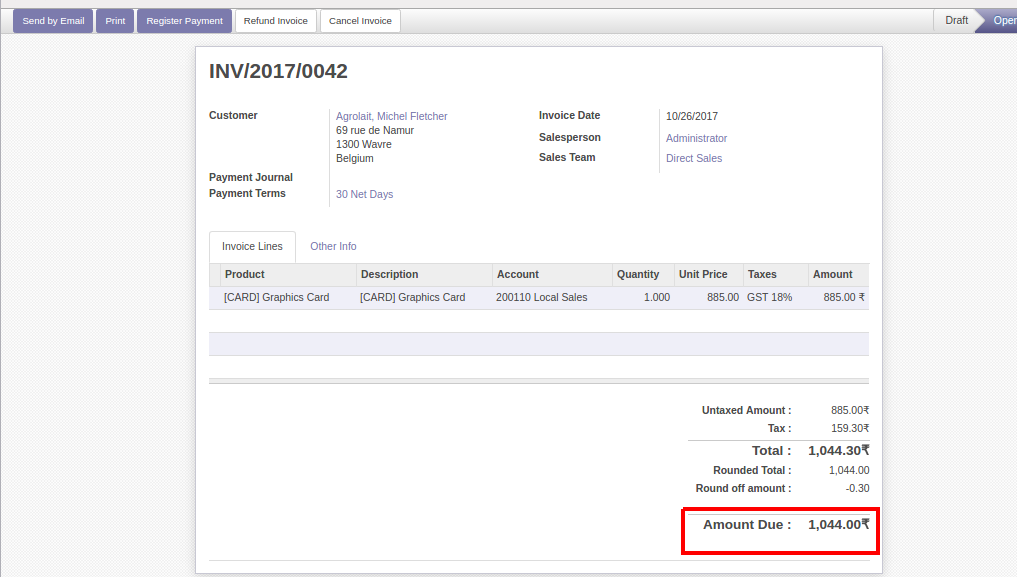 Send by Email Print Register Payment Refund Invoice Cancel Invoice Draft Open
INV/2017/0042
Customer Agrolait, Michel Fletcher Invoice Date 10/26/2017
69 rue de Namur Salesperson Administrator
1300 Wavre
Belgium Sales Team Direct Sales
Payment Journal
Payment Terms 30 Net Days
Invoice Lines Other Info
Product Description Account Quantity Unit Price Taxes Amount
[CARD] Graphics Card [CARD] Graphics Card 200110 Local Sales 1.000 885.00 GST 18% 885.00 ₹
Untaxed Amount : 885.00₹
Tax : 159.30₹
Total : 1,044.30₹
Rounded Total : 1,044.00
Round off amount : -0.30
Amount Due : 1,044.00₹